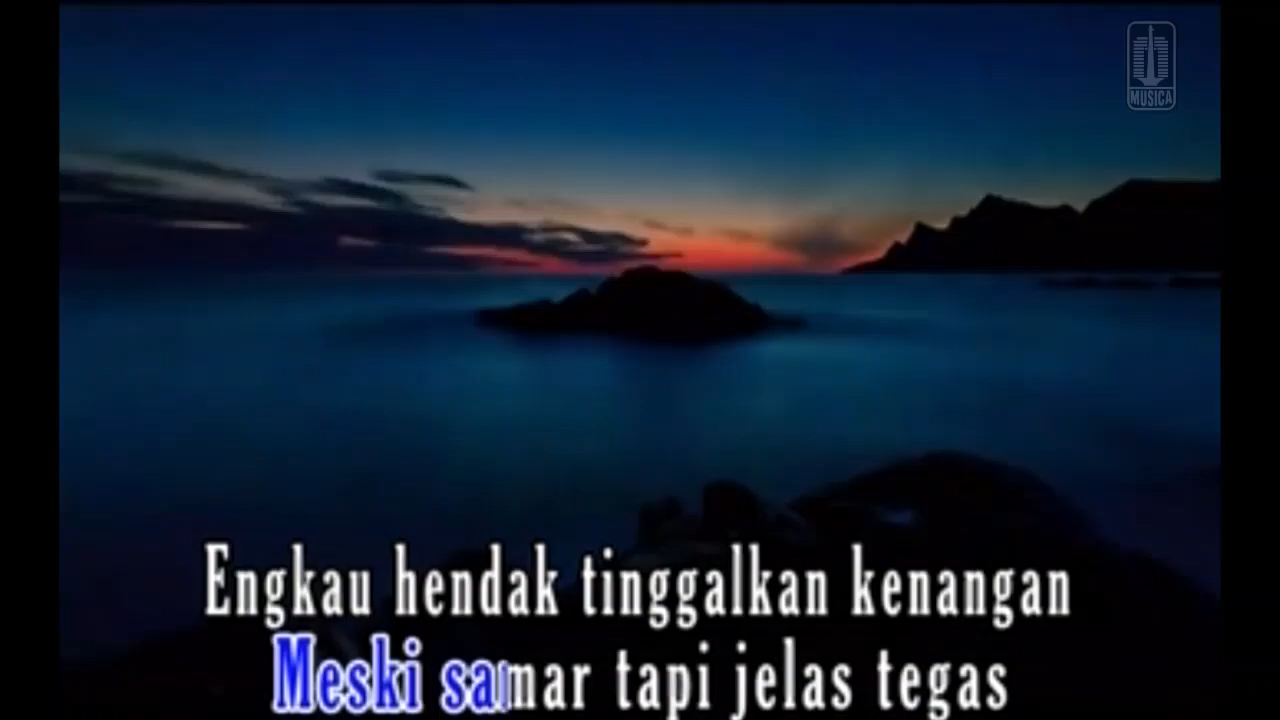 MUSICA
Engkau hendak tinggalkan kenangan
Meski samar tapi jelas tegas